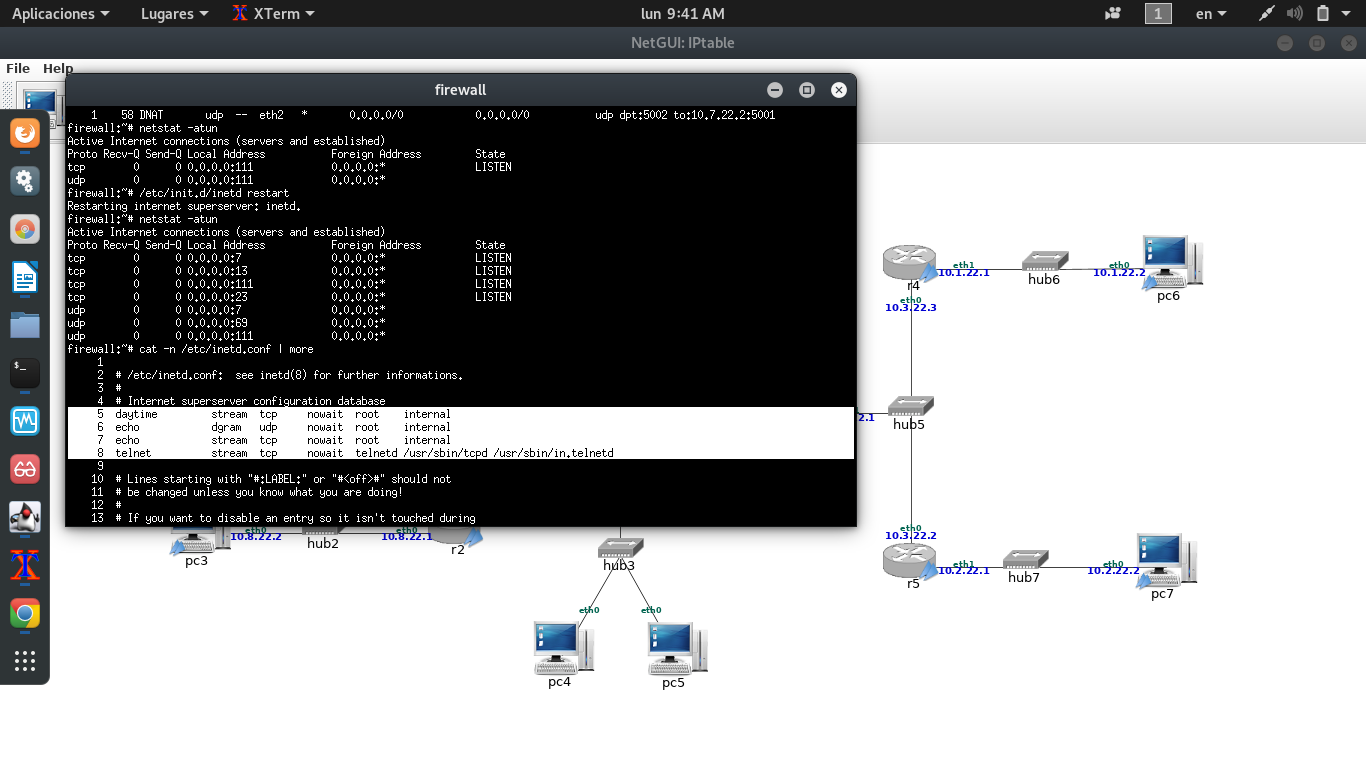 Aplicaciones Lugares XTerm lun 9:41 AM 1 en
NetGUI: IPtable
File Help
firewall
1 58 DNAT udp -- eth2 * 0.0.0.0/0 0.0.0.0/0 udp dpt:5002 to:10.7.22.2:5001
firewall:~# netstat -atun
Active Internet connections (servers and established)
Proto Recv-Q Send-Q Local Address Foreign Address State
tcp 0 0 0.0.0.0:111 0.0.0.0:* LISTEN
udp 0 0 0.0.0.0:111 0.0.0.0:*
firewall:~# /etc/init.d/inetd restart
Restarting internet superserver: inetd.
firewall:~# netstat -atun
Active Internet connections (servers and established)
Proto Recv-Q Send-Q Local Address Foreign Address State
tcp 0 0 0.0.0.0:7 0.0.0.0:* LISTEN
tcp 0 0 0.0.0.0:13 0.0.0.0:* LISTEN
tcp 0 0 0.0.0.0:111 0.0.0.0:* LISTEN
tcp 0 0 0.0.0.0:23 0.0.0.0:* LISTEN
udp 0 0 0.0.0.0:7 0.0.0.0:*
udp 0 0 0.0.0.0:69 0.0.0.0:*
udp 0 0 0.0.0.0:111 0.0.0.0:*
firewall:~# cat -n /etc/inetd.conf | more
1
2 # /etc/inetd.conf: see inetd(8) for further informations.
3 #
4 # Internet superserver configuration database
5 daytime stream tcp nowait root internal
6 echo dgram udp nowait root internal
7 echo stream tcp nowait root internal
8 telnet stream tcp nowait telnetd /usr/sbin/tcpd /usr/sbin/in.telnetd
9
10 # Lines starting with "#:LABEL:" or "#<off>#" should not
11 # be changed unless you know what you are doing!
12 #
13 # If you want to disable an entry so it isn't touched during
eth1 eth0
10.1.22.1 10.1.22.2
r4 hub6 pc6
eth0
10.3.22.3
2.1 hub5
eth0
10.3.22.2
eth1 eth0
10.2.22.1 10.2.22.2
r5 hub7 pc7
eth0
10.8.22.2 10.8.22.1
pc3 hub2 r2
hub3
eth0 eth0
pc4 pc5